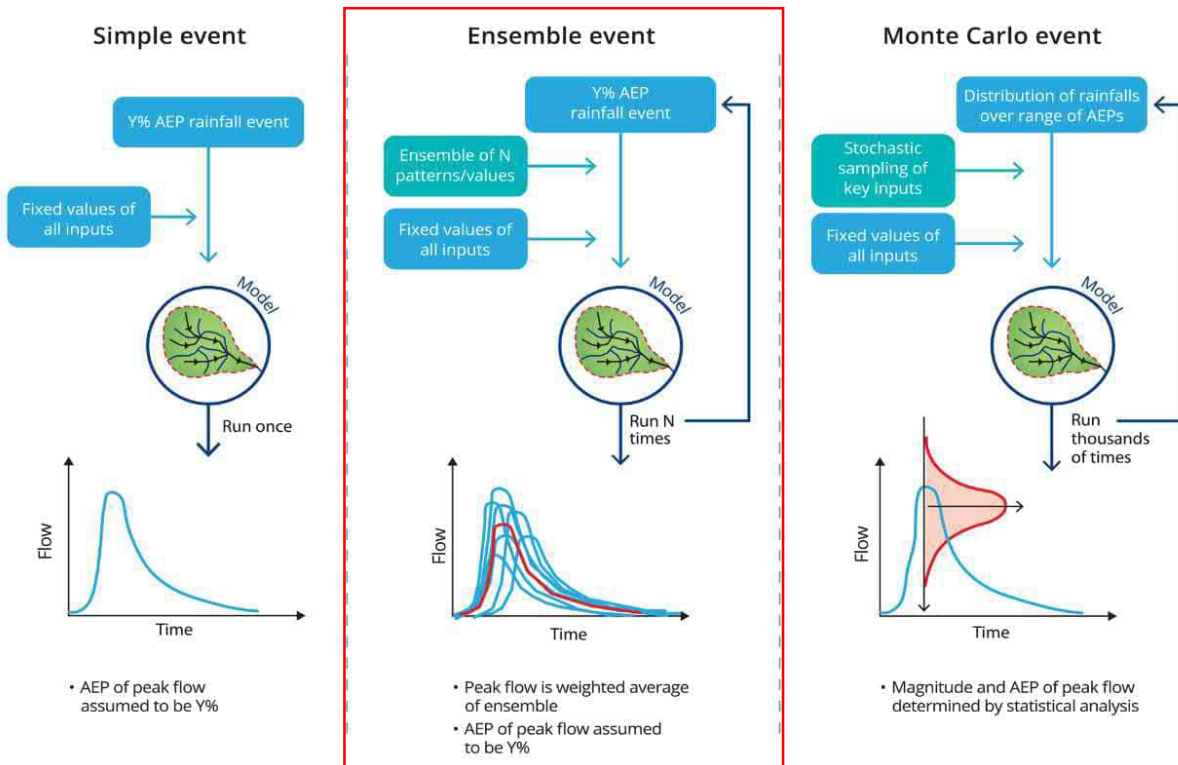 Simple event
Y% AEP rainfall event
Fixed values of
all inputs
Model
Run once
Flow
Time
• AEP of peak flow
assumed to be Y%
Ensemble event
Y% AEP
rainfall event
Ensemble of N
patterns/values
Fixed values of
all inputs
Model
Run N
times
Flow
Time
• Peak flow is weighted average
of ensemble
• AEP of peak flow assumed
to be Y%
Monte Carlo event
Distribution of rainfalls
over range of AEPs
Stochastic
sampling of
key inputs
Fixed values of
all inputs
Model
Run
thousands
of times
Flow
Time
• Magnitude and AEP of peak flow
determined by statistical analysis